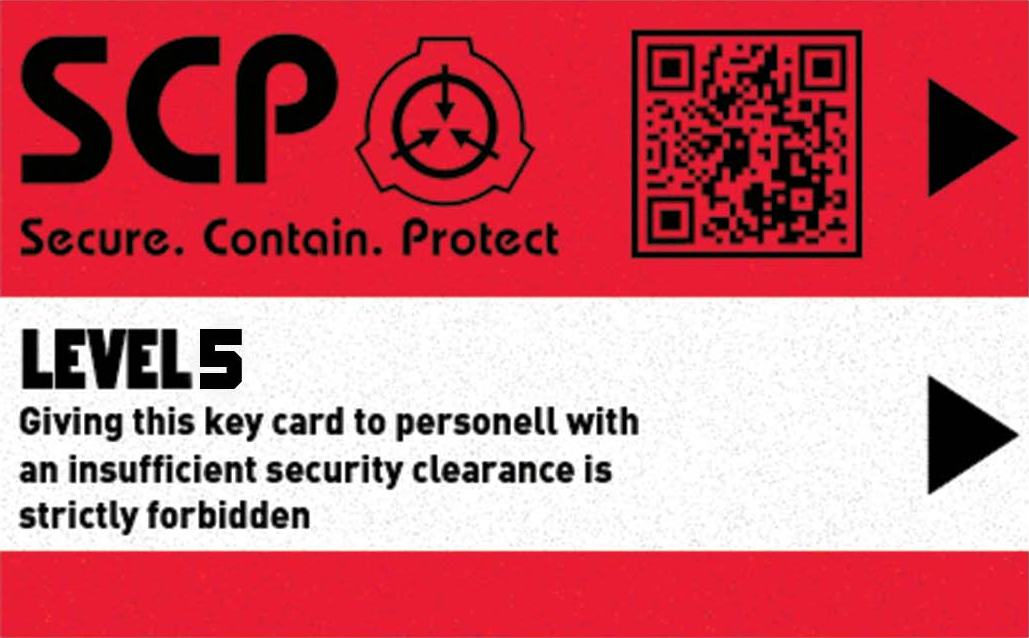 SCP
Secure. Contain. Protect
LEVEL 5
Giving this key card to personell with
an insufficient security clearance is
strictly forbidden